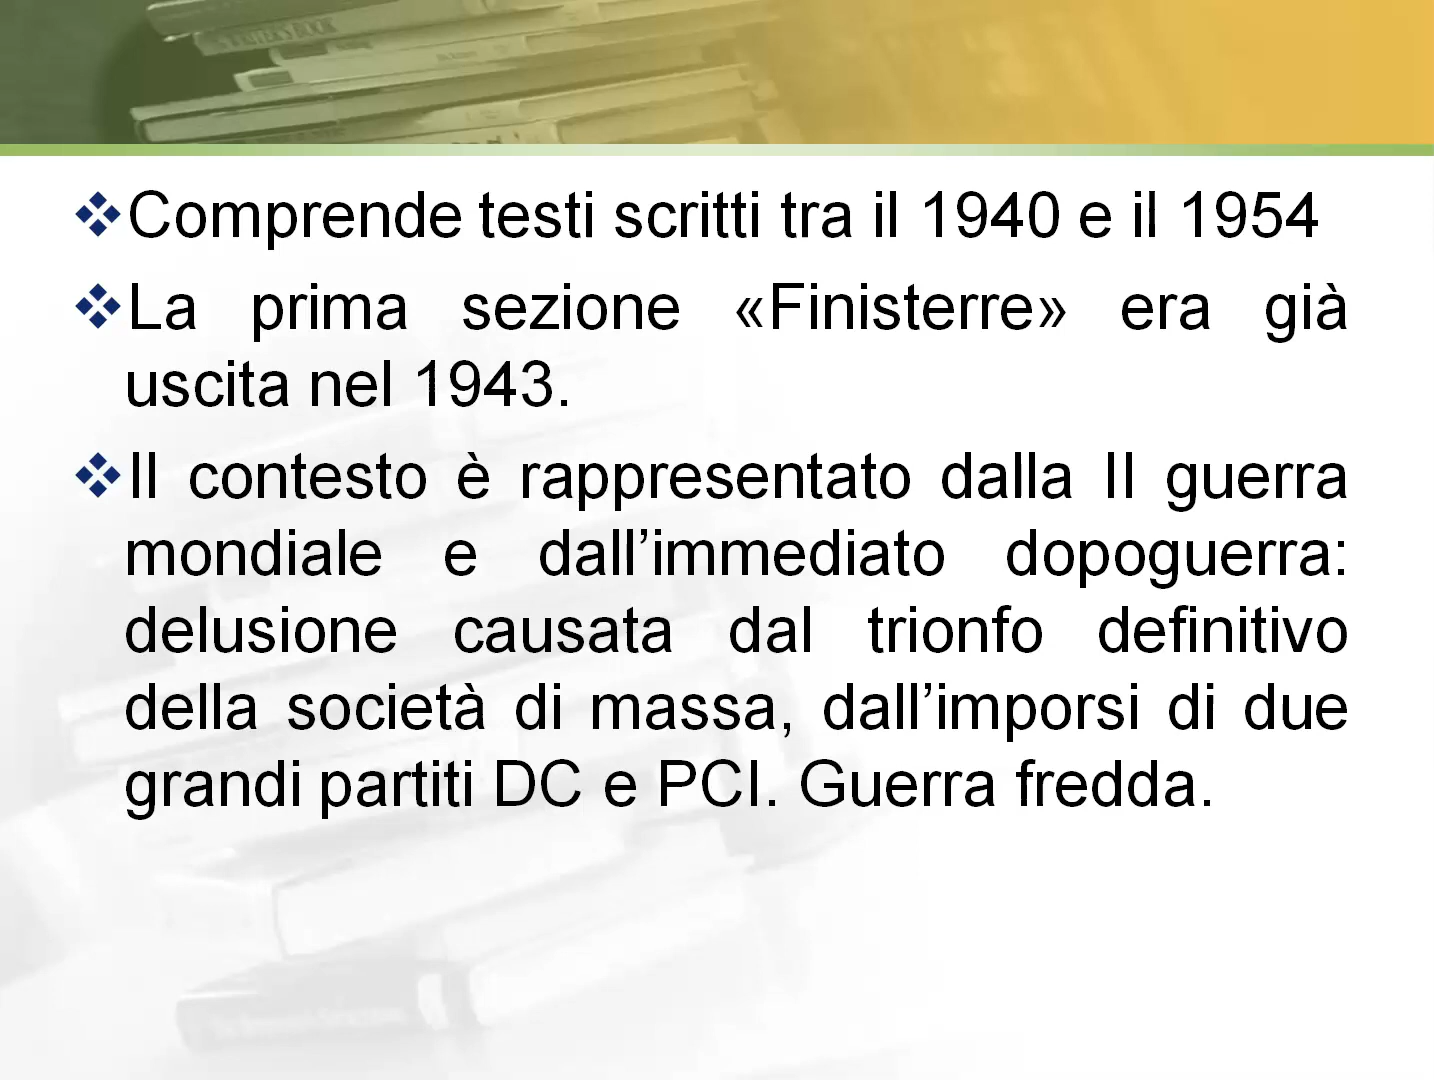 ❖Comprende testi scritti tra il 1940 e il 1954
❖La prima sezione «Finisterre» era già
uscita nel 1943.
❖Il contesto è rappresentato dalla II guerra
mondiale e dall’immediato dopoguerra:
delusione causata dal trionfo definitivo
della società di massa, dall’imporsi di due
grandi partiti DC e PCI. Guerra fredda.